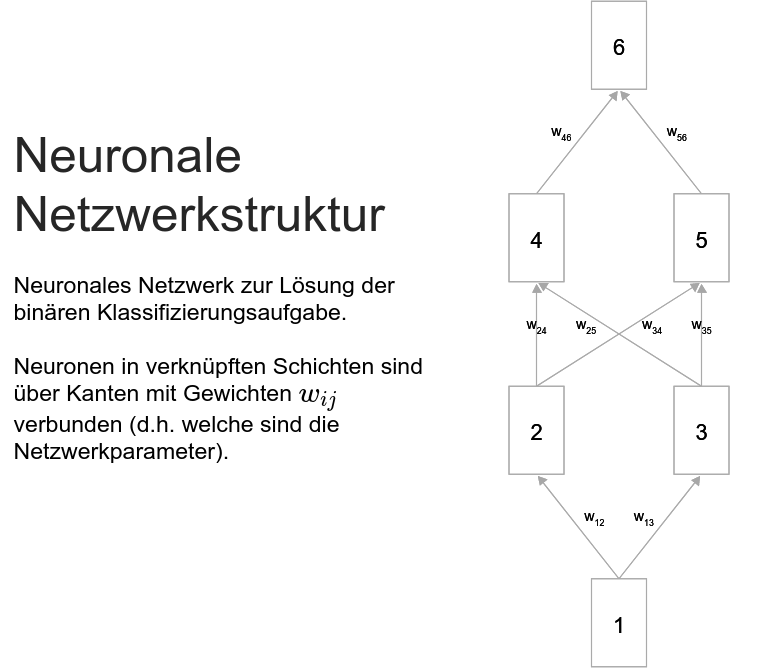 Neuronale
Netzwerkstruktur
Neuronales Netzwerk zur Lösung der
binären Klassifizierungsaufgabe.
Neuronen in verknüpften Schichten sind
über Kanten mit Gewichten w_{ij}
verbunden (d.h. welche sind die
Netzwerkparameter).
6
w_{46} w_{56}
4 5
w_{24} w_{25} w_{34} w_{35}
2 3
w_{12} w_{13}
1